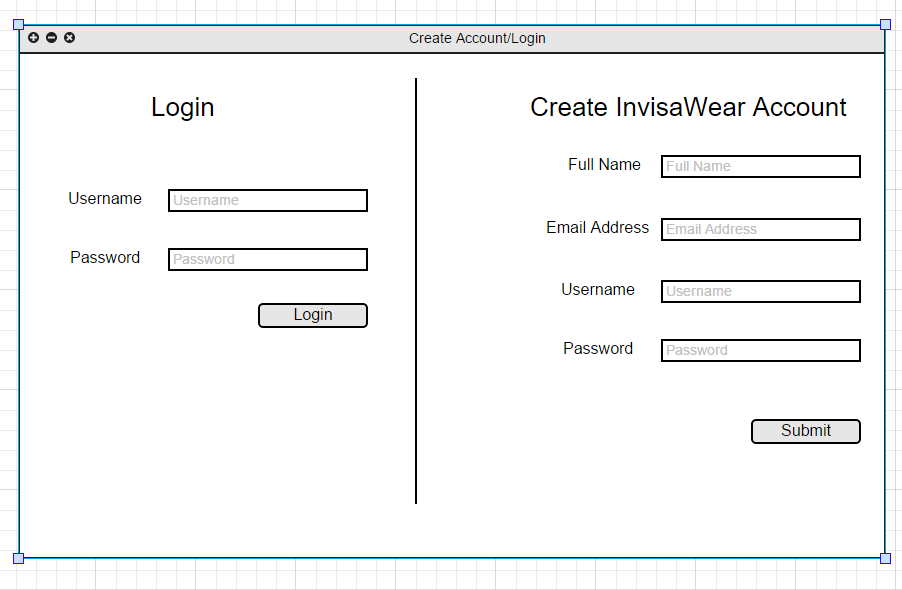 Create Account/Login
Login
Username Username
Password Password
Login
Create InvisaWear Account
Full Name Full Name
Email Address Email Address
Username Username
Password Password
Submit